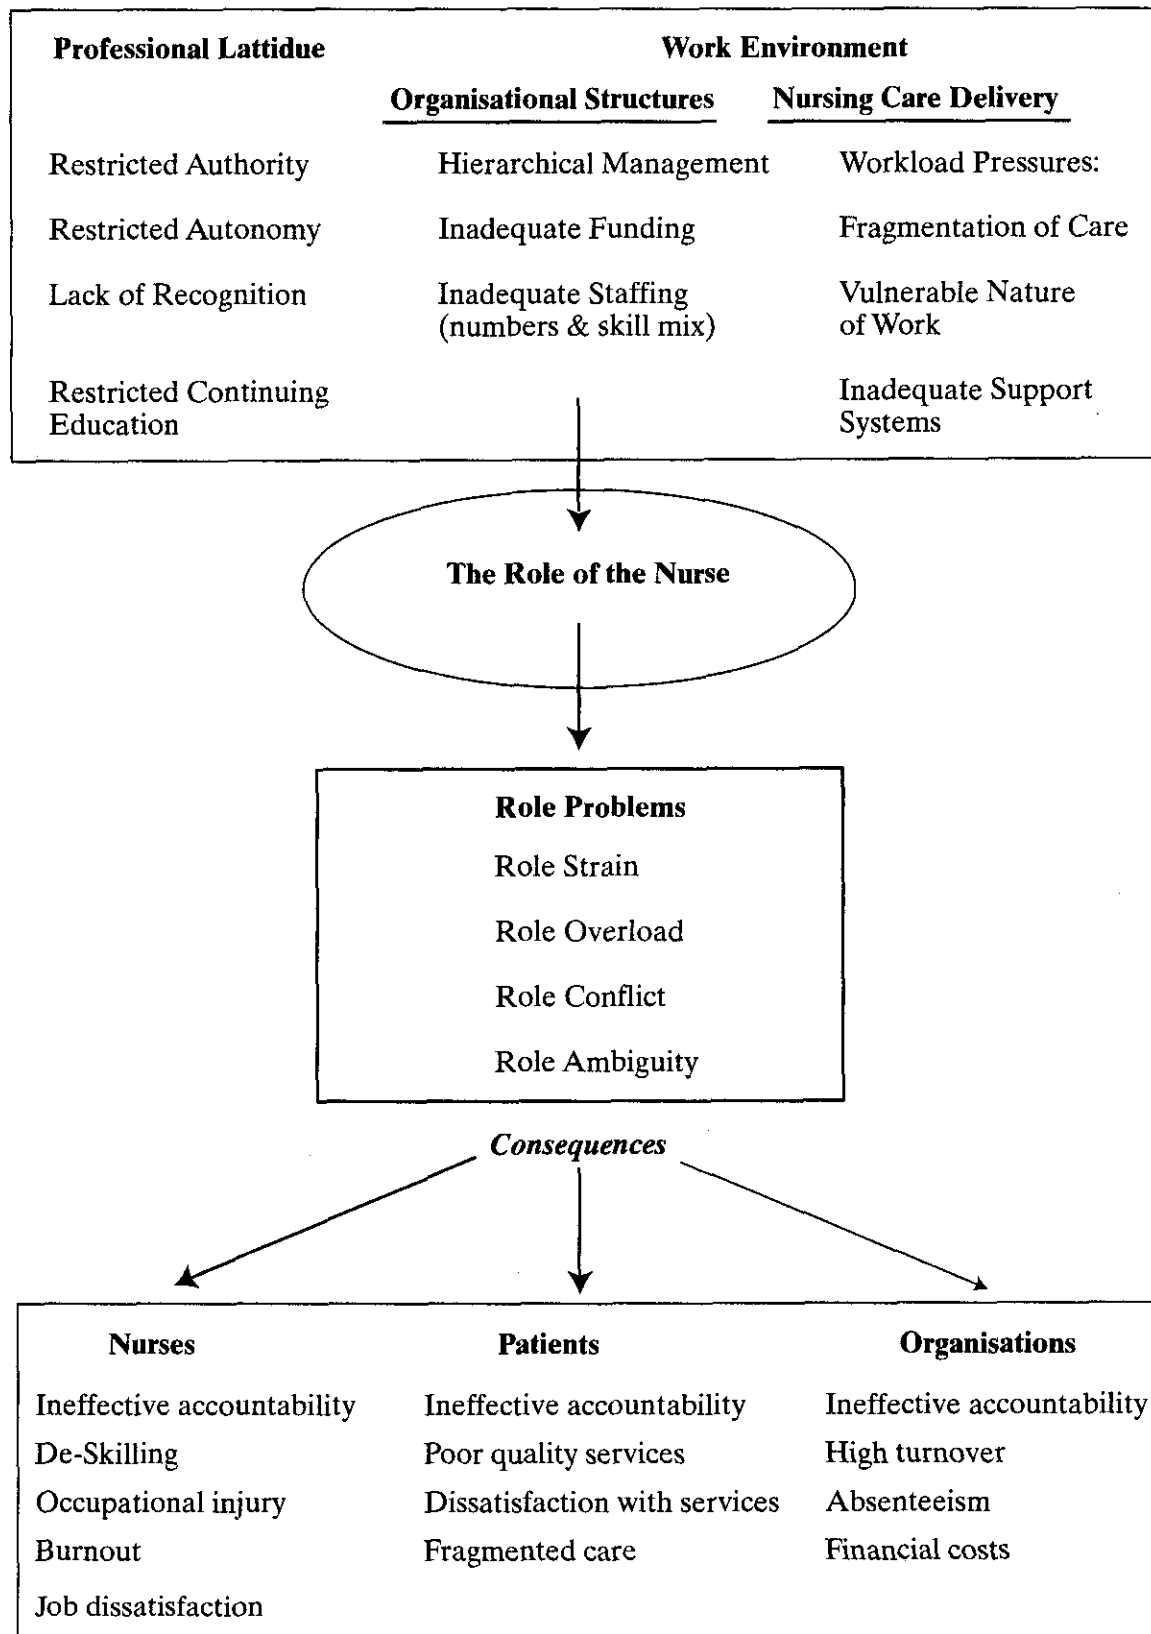 Professional Lattidue
Work Environment
Organisational Structures
Nursing Care Delivery
Restricted Authority
Hierarchical Management
Workload Pressures:
Restricted Autonomy
Inadequate Funding
Fragmentation of Care
Lack of Recognition
Inadequate Staffing
(numbers & skill mix)
Vulnerable Nature
of Work
Restricted Continuing
Education
Inadequate Support
Systems
The Role of the Nurse
Role Problems
Role Strain
Role Overload
Role Conflict
Role Ambiguity
Consequences
Nurses
Patients
Organisations
Ineffective accountability
Ineffective accountability
Ineffective accountability
De-Skilling
Poor quality services
High turnover
Occupational injury
Dissatisfaction with services
Absenteeism
Burnout
Fragmented care
Financial costs
Job dissatisfaction